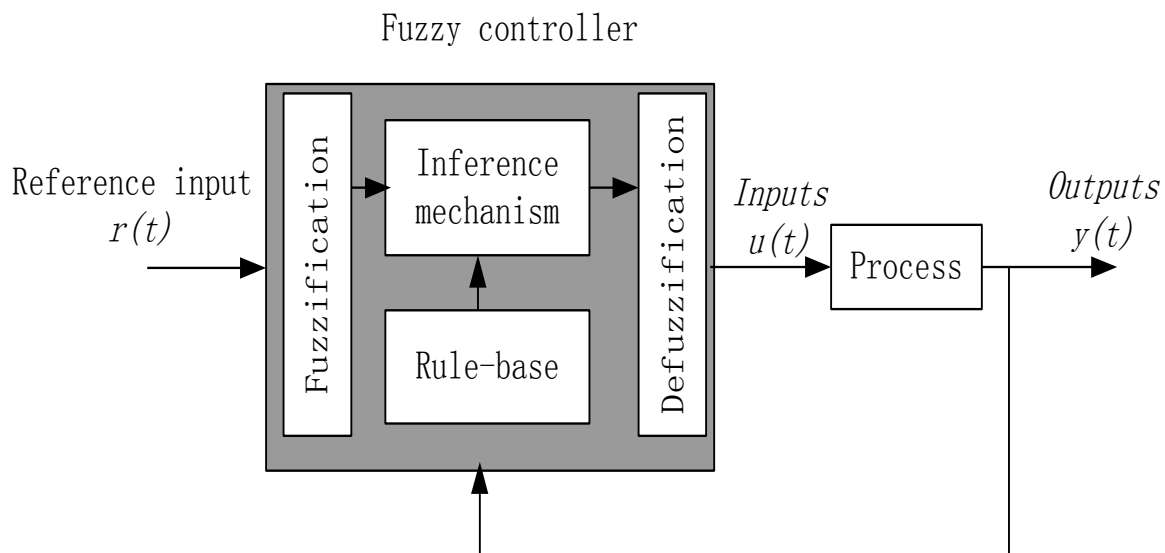 Fuzzy controller
Reference input
r(t)
Fuzzification
Inference
mechanism
Rule-base
Defuzzification
Inputs
u(t)
Process
Outputs
y(t)